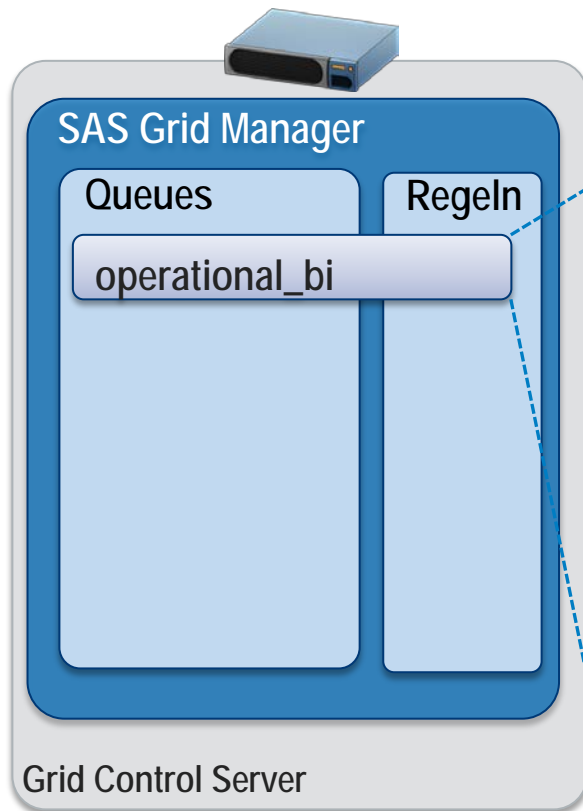 SAS Grid Manager
Queues
Regeln
operational_bi
Grid Control Server